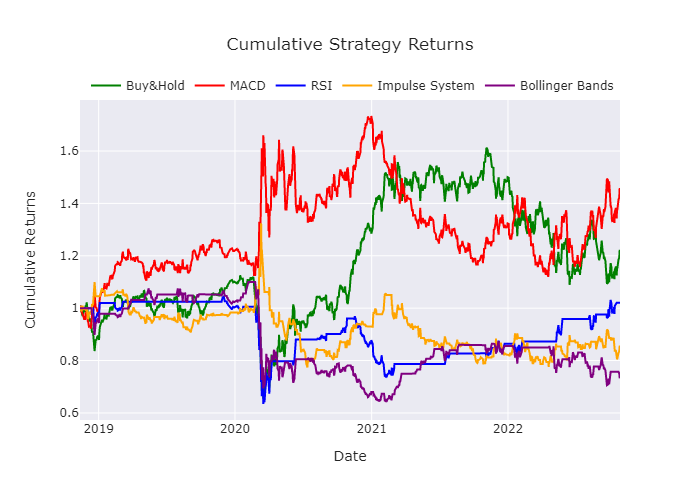 Cumulative Strategy Returns
Buy&Hold MACD RSI Impulse System Bollinger Bands
Cumulative Returns
1.6
1.4
1.2
1
0.8
0.6
2019 2020 2021 2022
Date